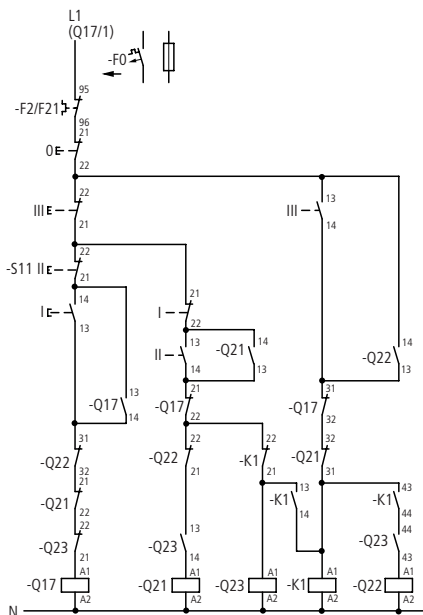 L1
(Q17/1)
-F0
95
-F2/F21
96
21
0
22
22
III
21
13
III
14
22
-S11 II
21
14
I
13
21
I
22
13
II
14
-Q21
14
13
14
-Q22
13
13
-Q17
14
21
-Q17
22
31
-Q17
32
31
-Q22
32
22
-Q22
21
22
-K1
21
32
-Q21
31
21
-Q21
22
13
-K1
14
43
-K1
44
22
-Q23
21
13
-Q23
14
44
-Q23
43
-Q17
A1
A2
-Q21
A1
A2
-Q23
A1
A2
-K1
A1
A2
-Q22
A1
A2
N